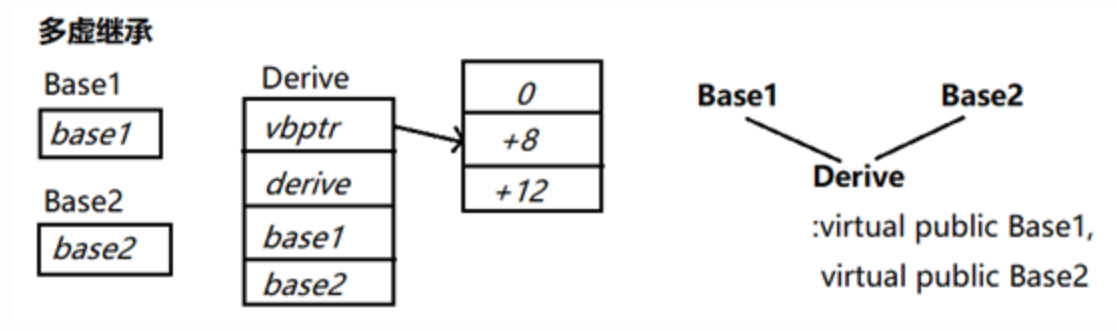 多虚继承
Base1
base1
Base2
base2
Derive
vbptr
derive
base1
base2
0
+8
+12
Base1
Base2
Derive
:virtual public Base1,
virtual public Base2